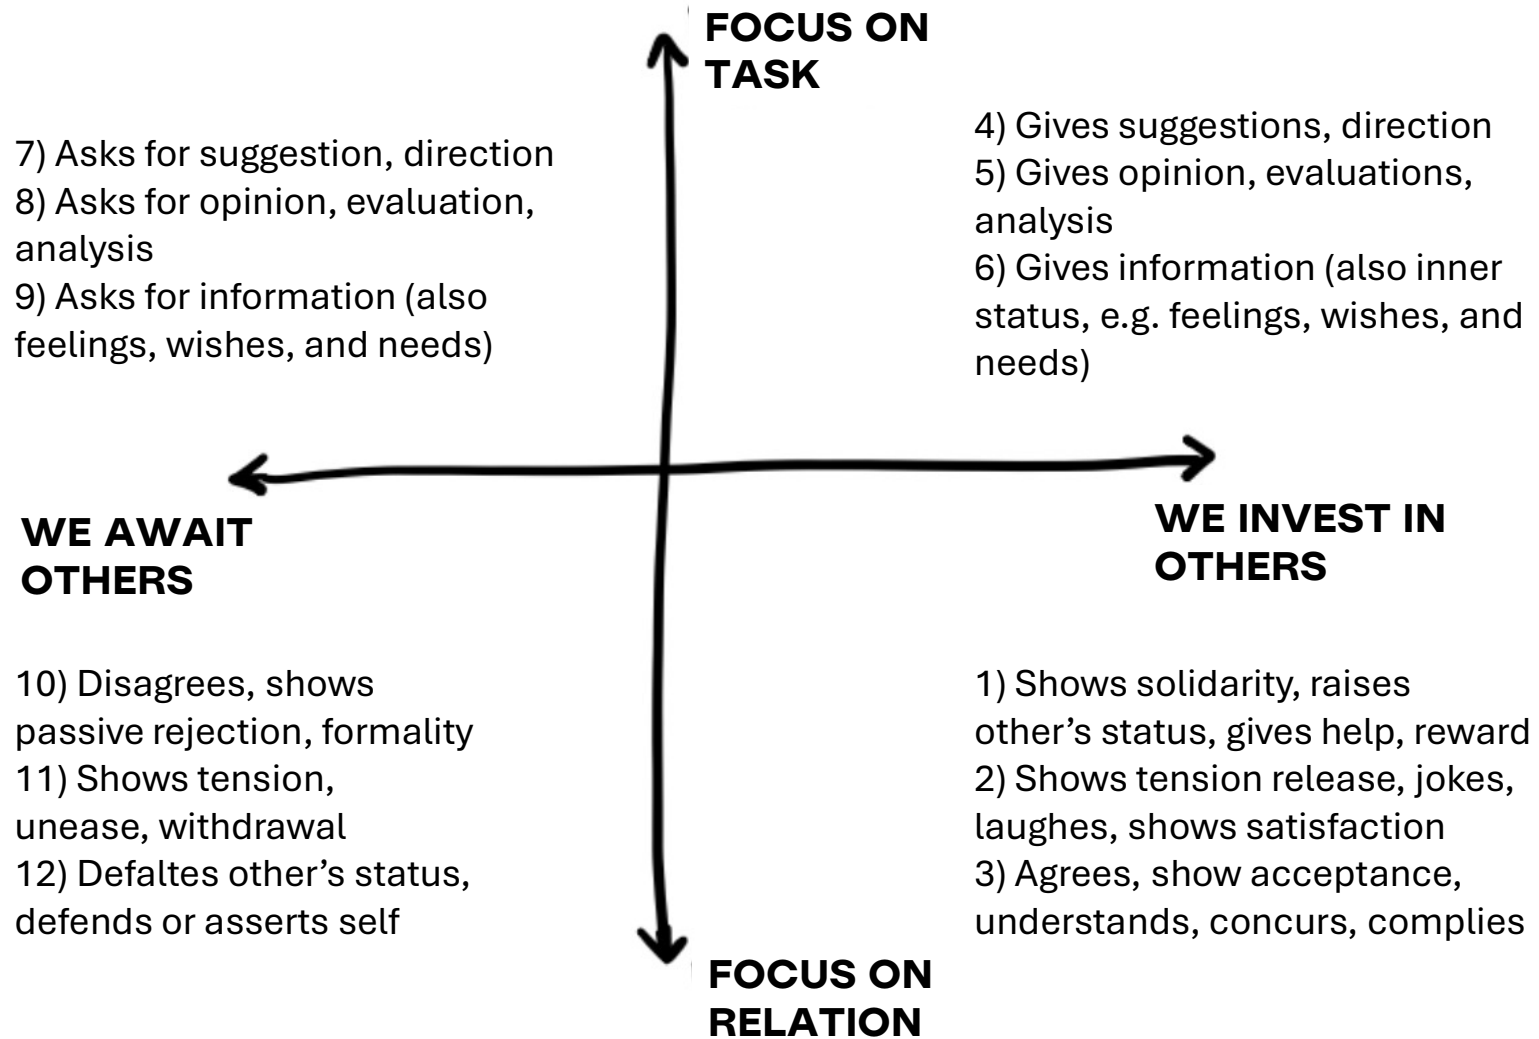 FOCUS ON
TASK
7) Asks for suggestion, direction
8) Asks for opinion, evaluation,
analysis
9) Asks for information (also
feelings, wishes, and needs)
4) Gives suggestions, direction
5) Gives opinion, evaluations,
analysis
6) Gives information (also inner
status, e.g. feelings, wishes, and
needs)
WE AWAIT
OTHERS
WE INVEST IN
OTHERS
10) Disagrees, shows
passive rejection, formality
11) Shows tension,
unease, withdrawal
12) Defaltes other’s status,
defends or asserts self
1) Shows solidarity, raises
other’s status, gives help, reward
2) Shows tension release, jokes,
laughes, shows satisfaction
3) Agrees, show acceptance,
understands, concurs, complies
FOCUS ON
RELATION